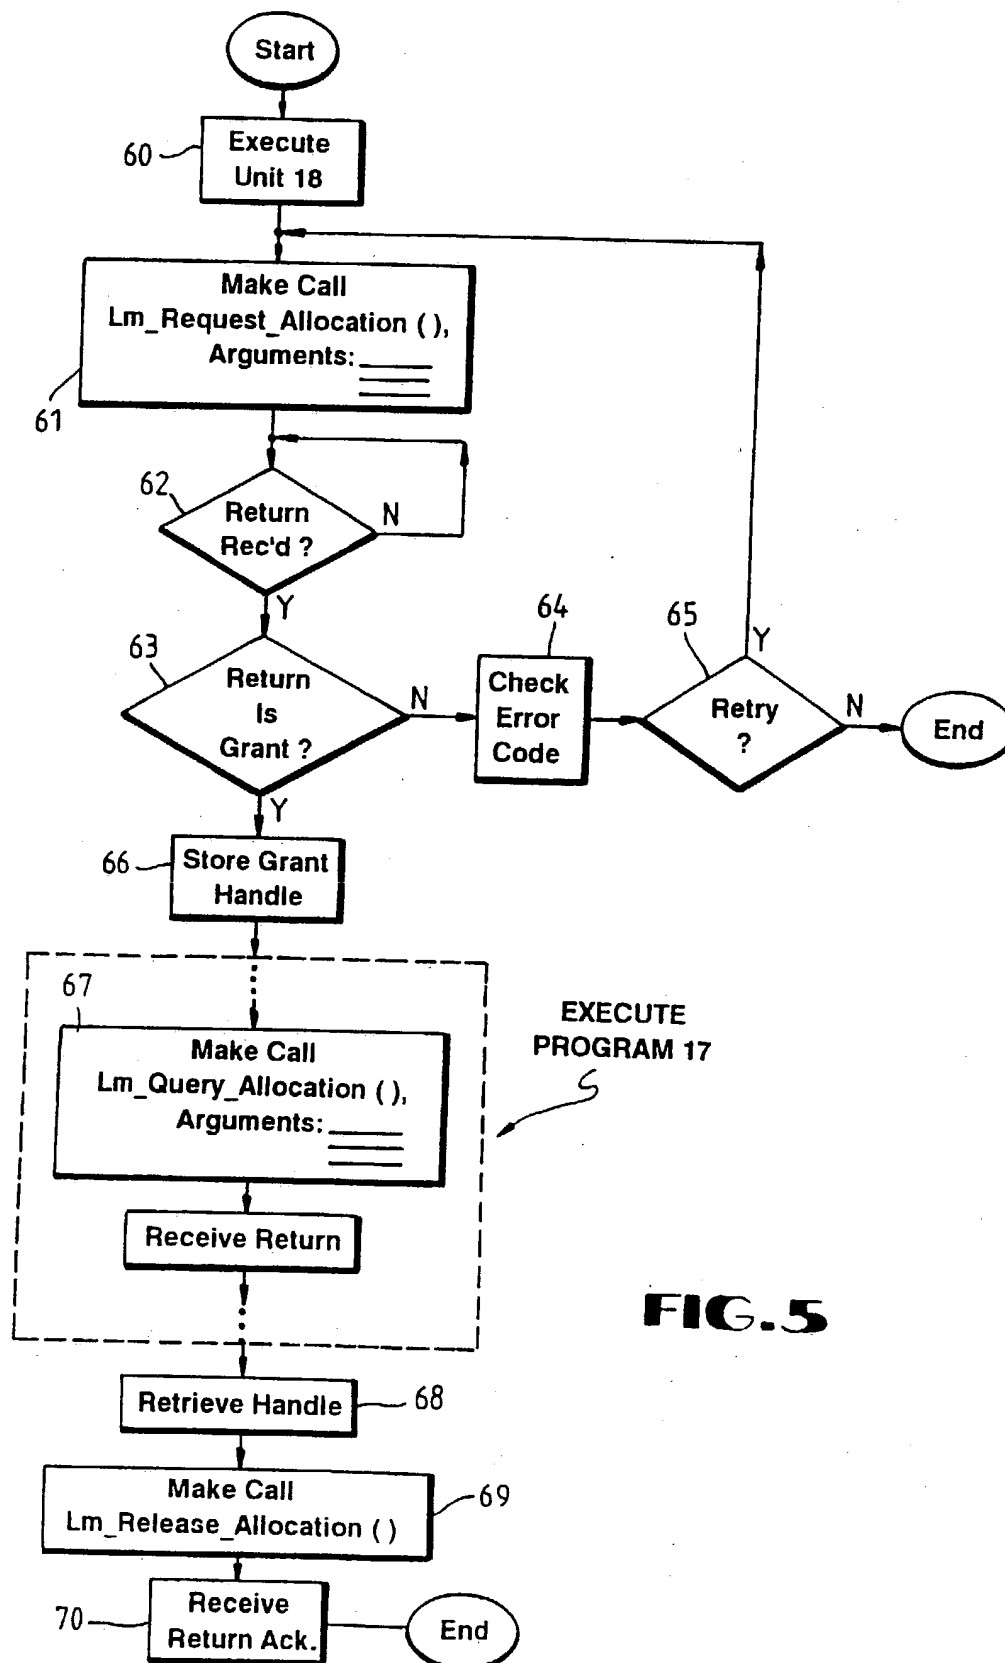 Start
60
Execute
Unit 18
Make Call
Lm_Request_Allocation ( ),
Arguments:
61
62
Return
Rec'd ?
N
Y
63
Return
Is
Grant ?
N
Y
64
Check
Error
Code
65
Retry
?
Y
N
End
66
Store Grant
Handle
67
Make Call
Lm_Query_Allocation ( ),
Arguments:
Receive Return
EXECUTE
PROGRAM 17
FIG.5
Retrieve Handle
68
Make Call
Lm_Release_Allocation ( )
69
70
Receive
Return Ack.
End